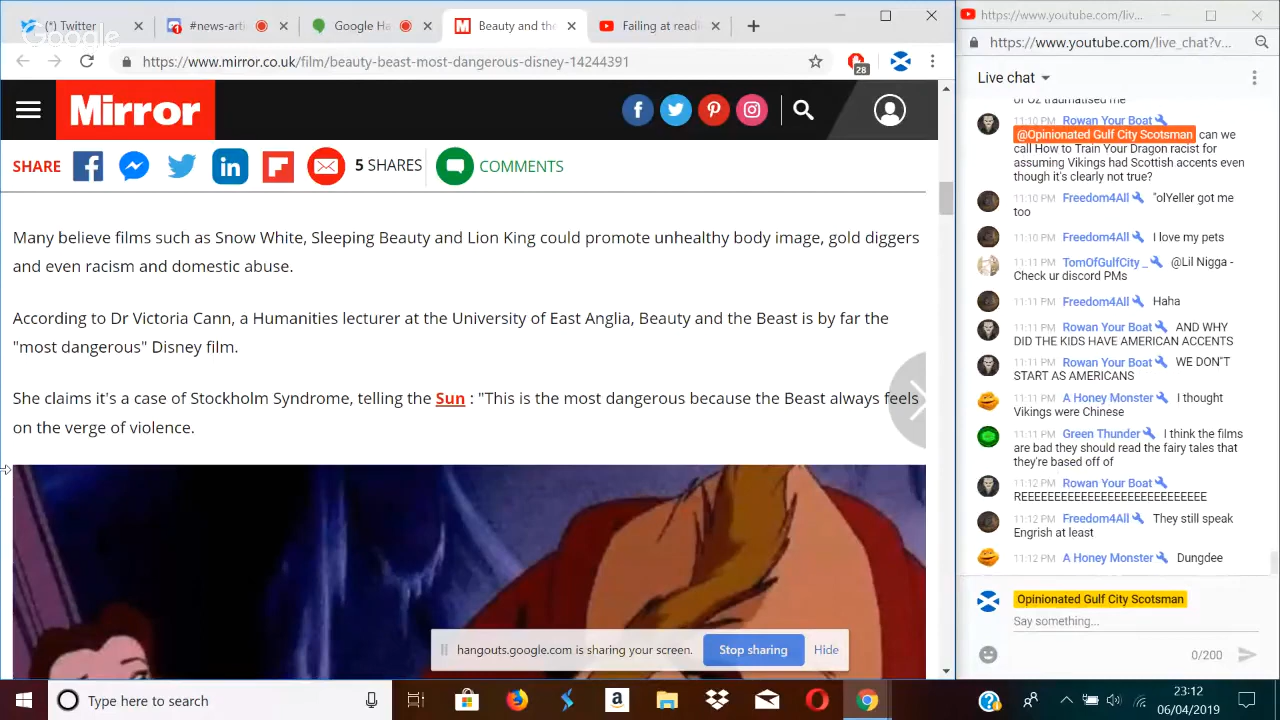 (*) Twitter
#news-arti
Google Ha
Beauty and the
Failing at readi
Google
https://www.mirror.co.uk/film/beauty-beast-most-dangerous-disney-14244391
28
Mirror
SHARE
5 SHARES
COMMENTS
Many believe films such as Snow White, Sleeping Beauty and Lion King could promote unhealthy body image, gold diggers
and even racism and domestic abuse.
According to Dr Victoria Cann, a Humanities lecturer at the University of East Anglia, Beauty and the Beast is by far the
"most dangerous" Disney film.
She claims it's a case of Stockholm Syndrome, telling the Sun : "This is the most dangerous because the Beast always feels
on the verge of violence.
hangouts.google.com is sharing your screen.
Stop sharing
Hide
https://www.youtube.com/liv...
https://www.youtube.com/live_chat?v...
Live chat
of Oz traumatised me
11:10 PM Rowan Your Boat
@Opinionated Gulf City Scotsman can we
call How to Train Your Dragon racist for
assuming Vikings had Scottish accents even
though it's clearly not true?
11:10 PM Freedom4All "olYeller got me
too
11:10 PM Freedom4All I love my pets
11:11 PM TomOfGulfCity _ @Lil Nigga -
Check ur discord PMs
11:11 PM Freedom4All Haha
11:11 PM Rowan Your Boat AND WHY
DID THE KIDS HAVE AMERICAN ACCENTS
11:11 PM Rowan Your Boat WE DON"T
START AS AMERICANS
11:11 PM A Honey Monster I thought
Vikings were Chinese
11:11 PM Green Thunder I think the films
are bad they should read the fairy tales that
they're based off of
11:12 PM Rowan Your Boat
REEEEEEEEEEEEEEEEEEEEEEEEEEEE
11:12 PM Freedom4All They still speak
Engrish at least
11:12 PM A Honey Monster Dungdee
Opinionated Gulf City Scotsman
Say something...
0/200
Type here to search
23:12
06/04/2019